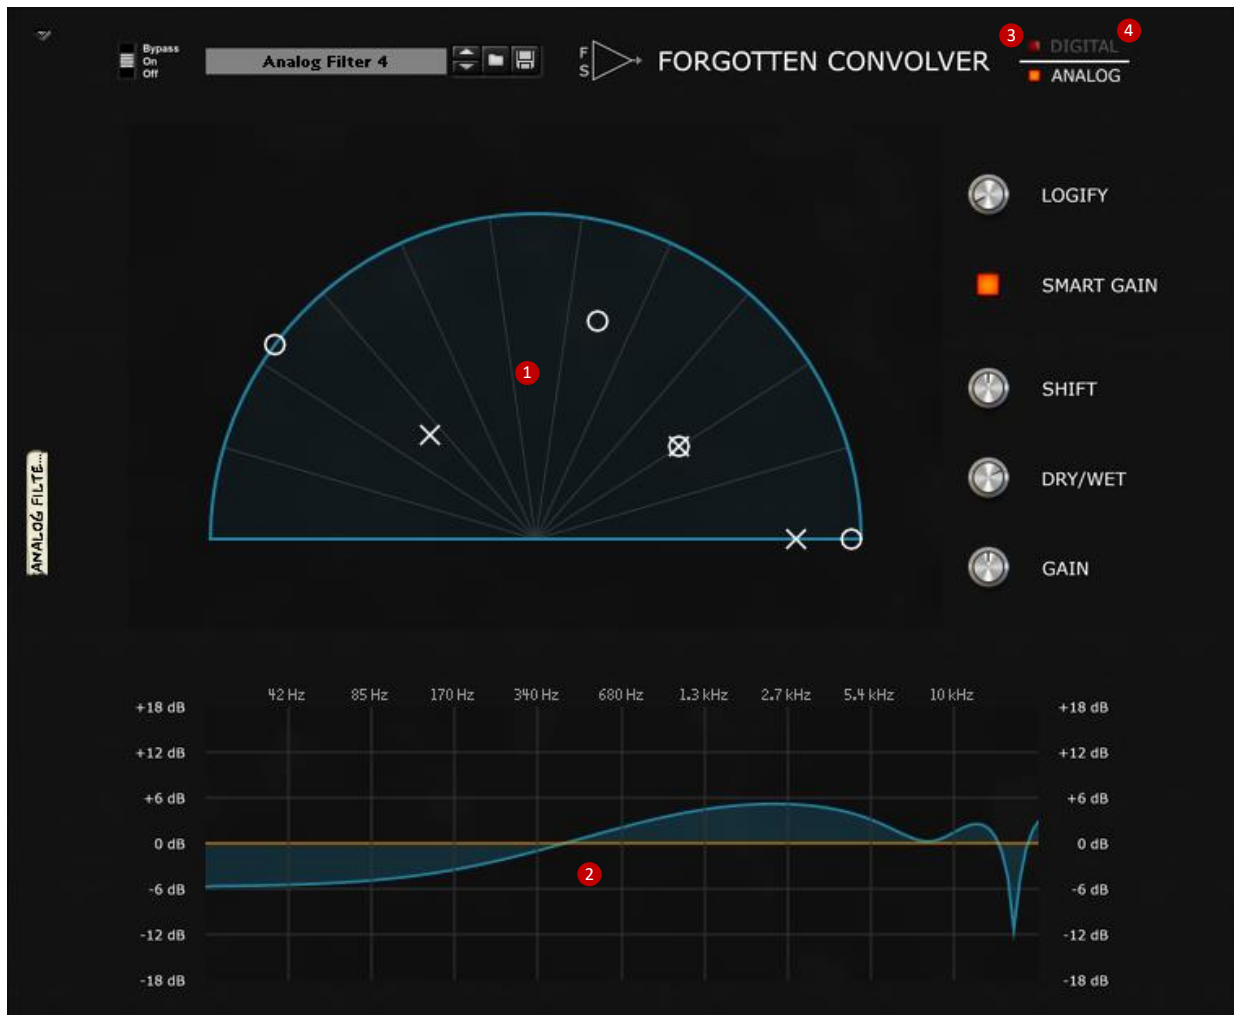 Bypass
On
Off
Analog Filter 4
F
S
FORGOTTEN CONVOLVER
3
DIGITAL
4
ANALOG
LOGIFY
SMART GAIN
SHIFT
DRY/WET
GAIN
1
ANALOG FILTE...
42 Hz 85 Hz 170 Hz 340 Hz 680 Hz 1.3 kHz 2.7 kHz 5.4 kHz 10 kHz
+18 dB +18 dB
+12 dB +12 dB
+6 dB +6 dB
0 dB 0 dB
2
-6 dB -6 dB
-12 dB -12 dB
-18 dB -18 dB